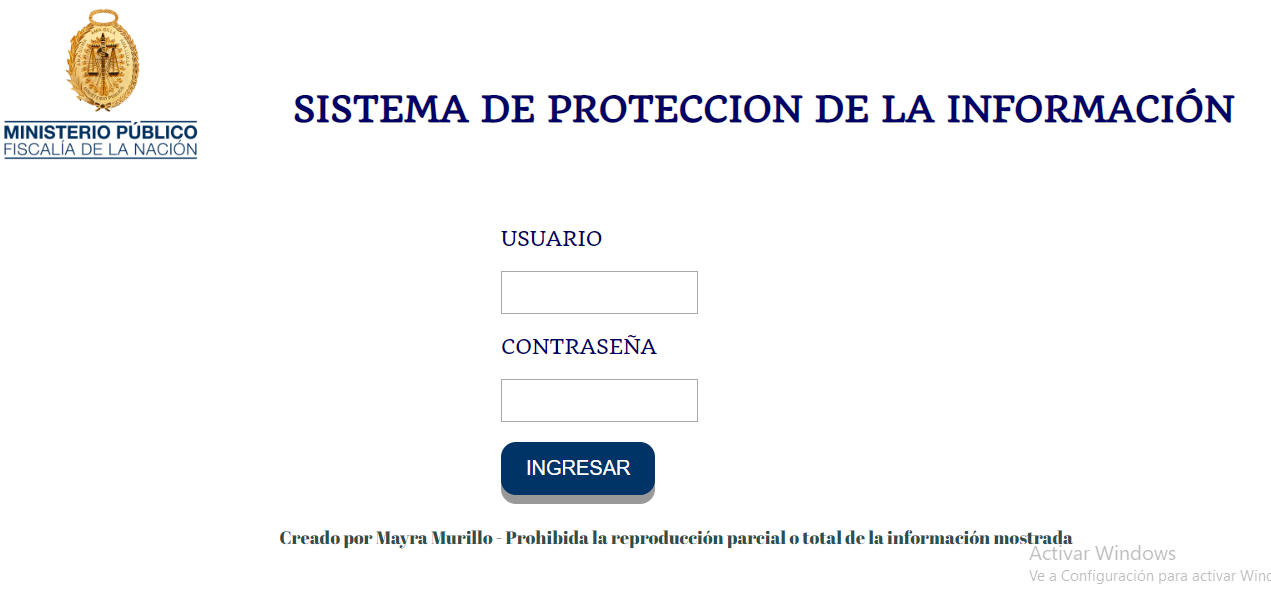 MINISTERIO PÚBLICO
FISCALÍA DE LA NACIÓN
SISTEMA DE PROTECCION DE LA INFORMACIÓN
USUARIO
CONTRASEÑA
INGRESAR
Creado por Mayra Murillo - Prohibida la reproducción parcial o total de la información mostrada
Activar Windows
Ve a Configuración para activar Wind